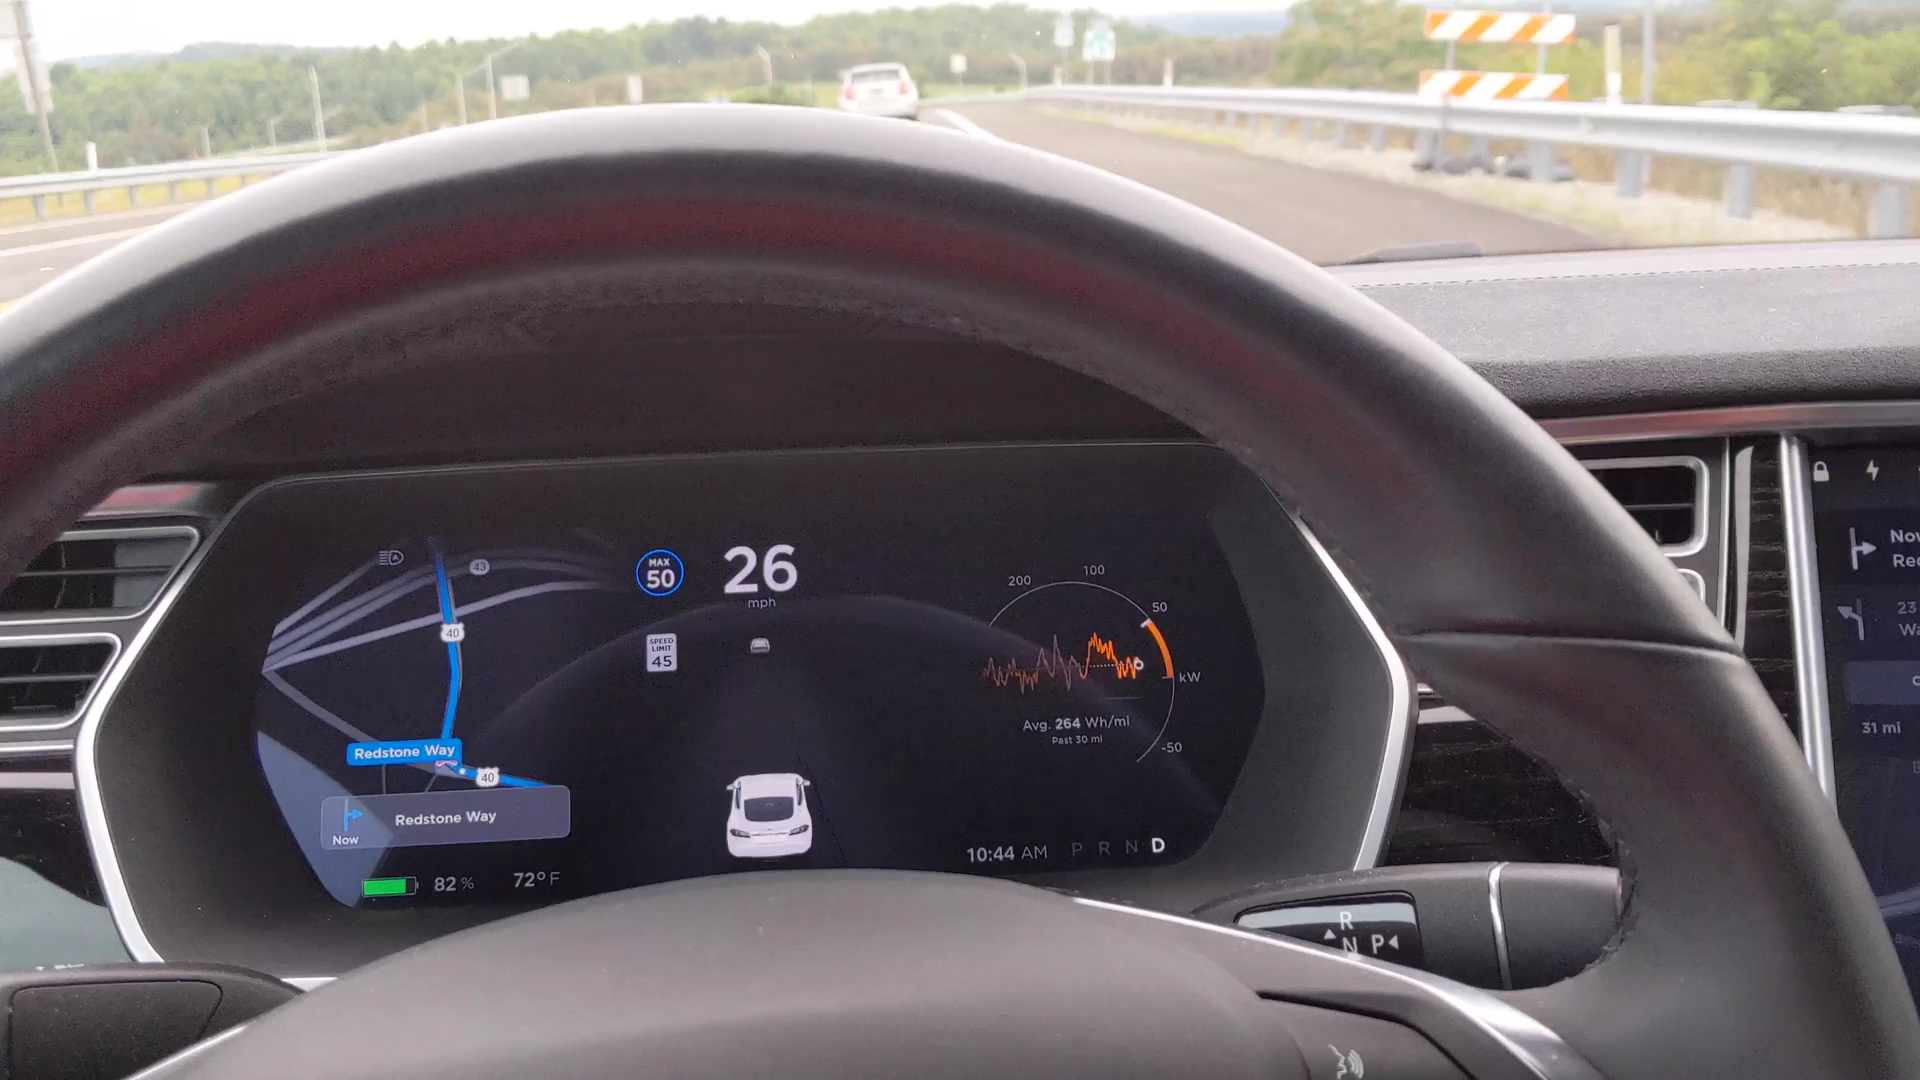 43
40
MAX
50
26
mph
SPEED
LIMIT
45
Redstone Way
40
Redstone Way
Now
82 %
72°F
200
100
50
kW
-50
Avg. 264 Wh/mi
Past 30 mi
10:44 AM
P R N D
R
N P
23
31 mi